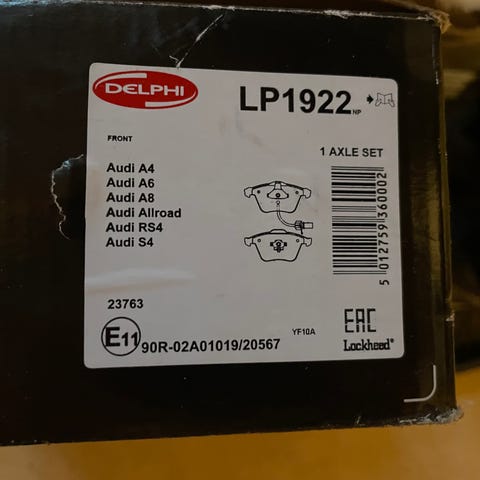 DELPHI
LP1922 NP
FRONT
1 AXLE SET
Audi A4
Audi A6
Audi A8
Audi Allroad
Audi RS4
Audi S4
5 012759 360002
23763
YF10A
E11 90R-02A01019/20567
EAC
Lockheed®